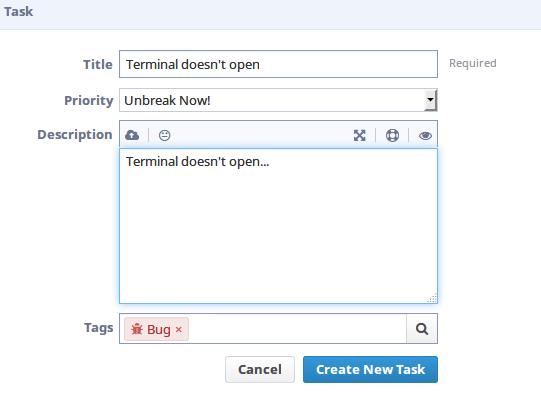 Task
Title Terminal doesn't open Required
Priority Unbreak Now!
Description
Terminal doesn't open...
Tags Bug ×
Cancel Create New Task